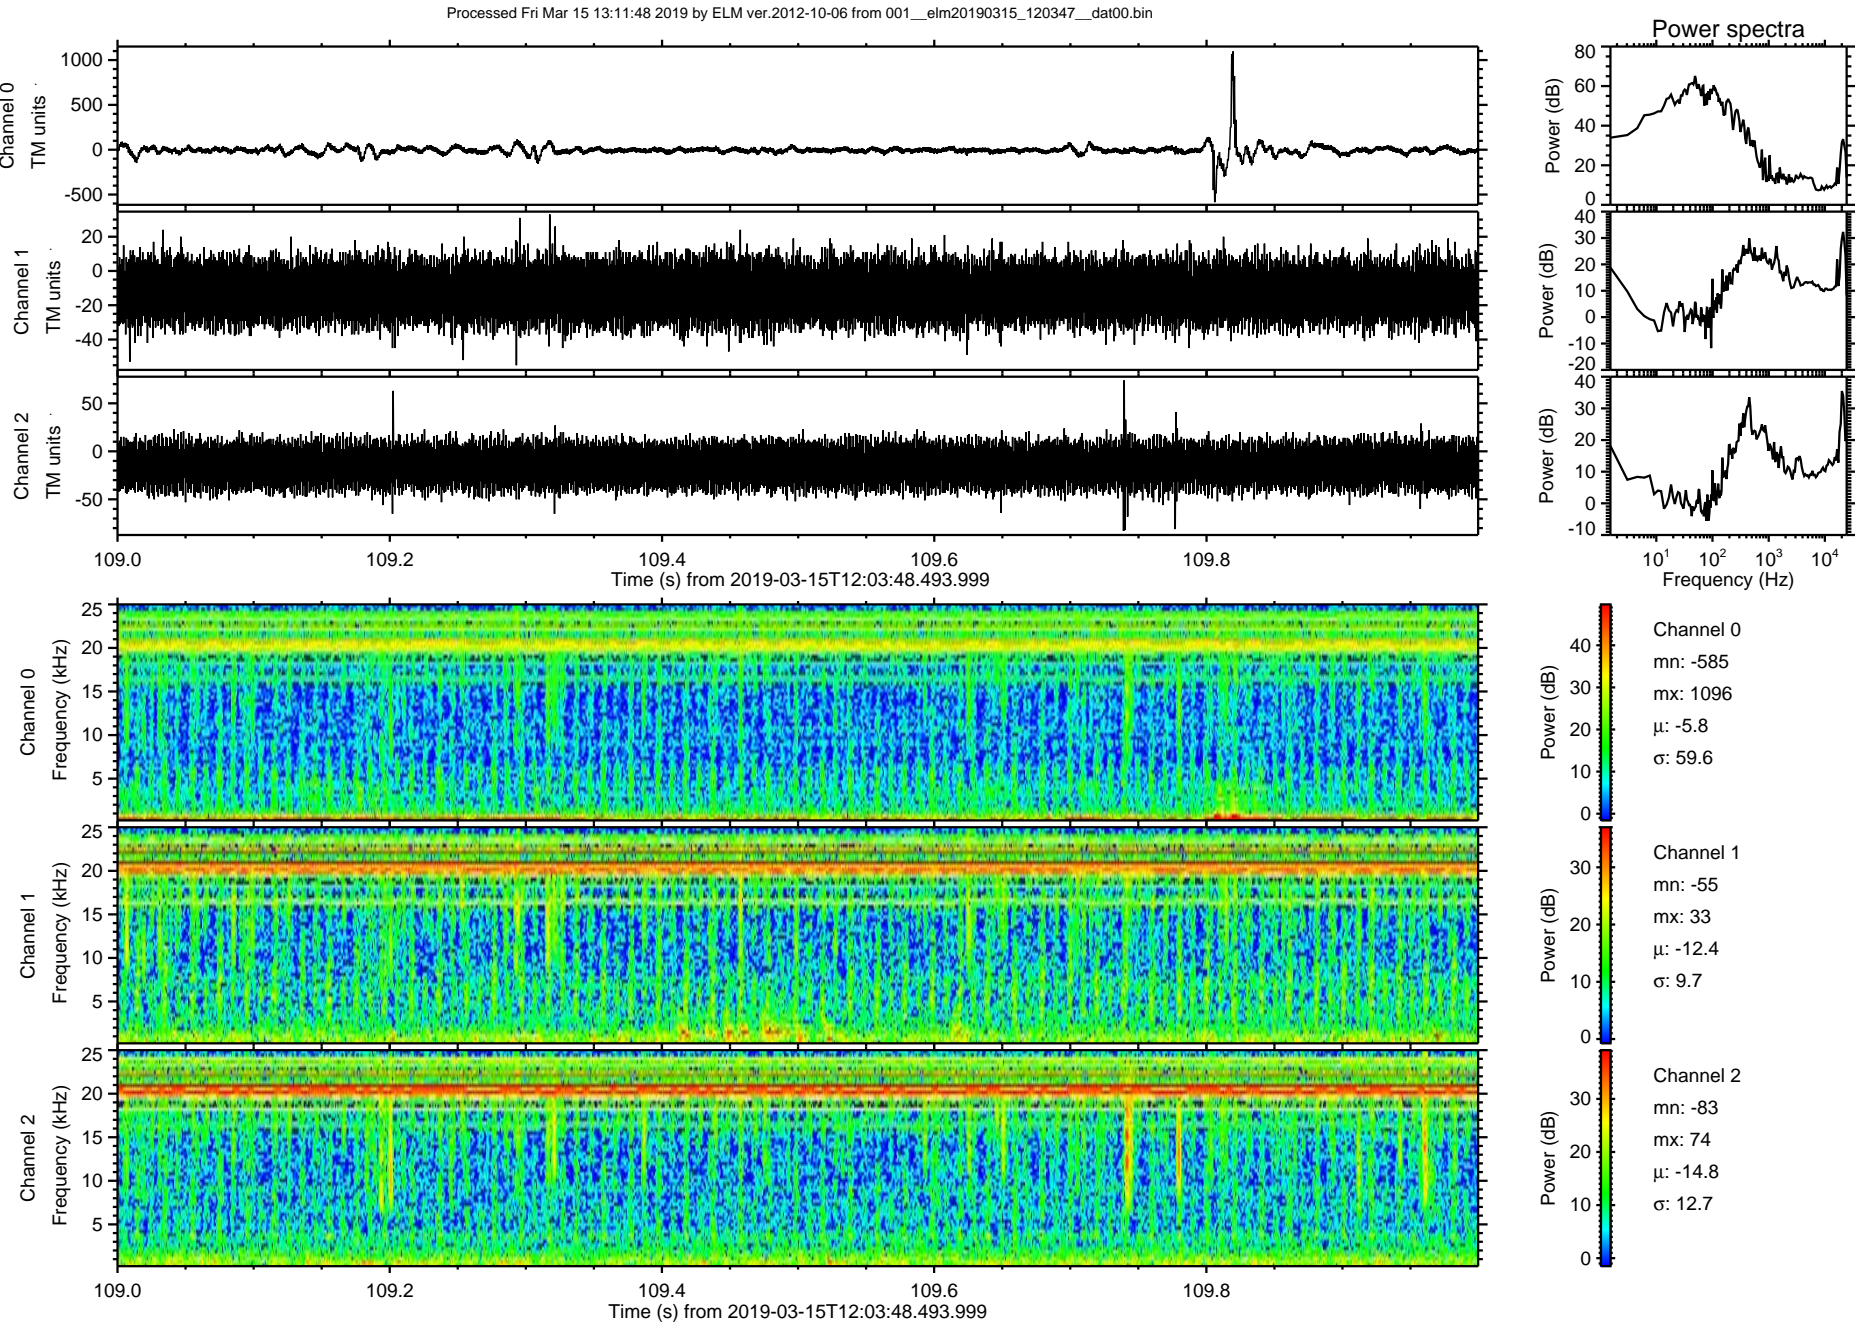 Processed Fri Mar 15 13:11:48 2019 by ELM ver.2012-10-06 from 001__elm20190315_120347__dat00.bin
Power spectra
Channel 0
TM units
1000
500
0
-500
Power (dB)
80
60
40
20
0
Channel 1
TM units
20
0
-20
-40
Power (dB)
40
30
20
10
0
-10
-20
Channel 2
TM units
50
0
-50
Power (dB)
40
30
20
10
0
-10
109.0 109.2 109.4 109.6 109.8
Time (s) from 2019-03-15T12:03:48.493.999
10¹ 10² 10³ 10⁴
Frequency (Hz)
Channel 0
Frequency (kHz)
25
20
15
10
5
Power (dB)
40
30
20
10
0
Channel 0
mn: -585
mx: 1096
μ: -5.8
σ: 59.6
Channel 1
Frequency (kHz)
25
20
15
10
5
Power (dB)
30
20
10
0
Channel 1
mn: -55
mx: 33
μ: -12.4
σ: 9.7
Channel 2
Frequency (kHz)
25
20
15
10
5
Power (dB)
30
20
10
0
Channel 2
mn: -83
mx: 74
μ: -14.8
σ: 12.7
109.0 109.2 109.4 109.6 109.8
Time (s) from 2019-03-15T12:03:48.493.999